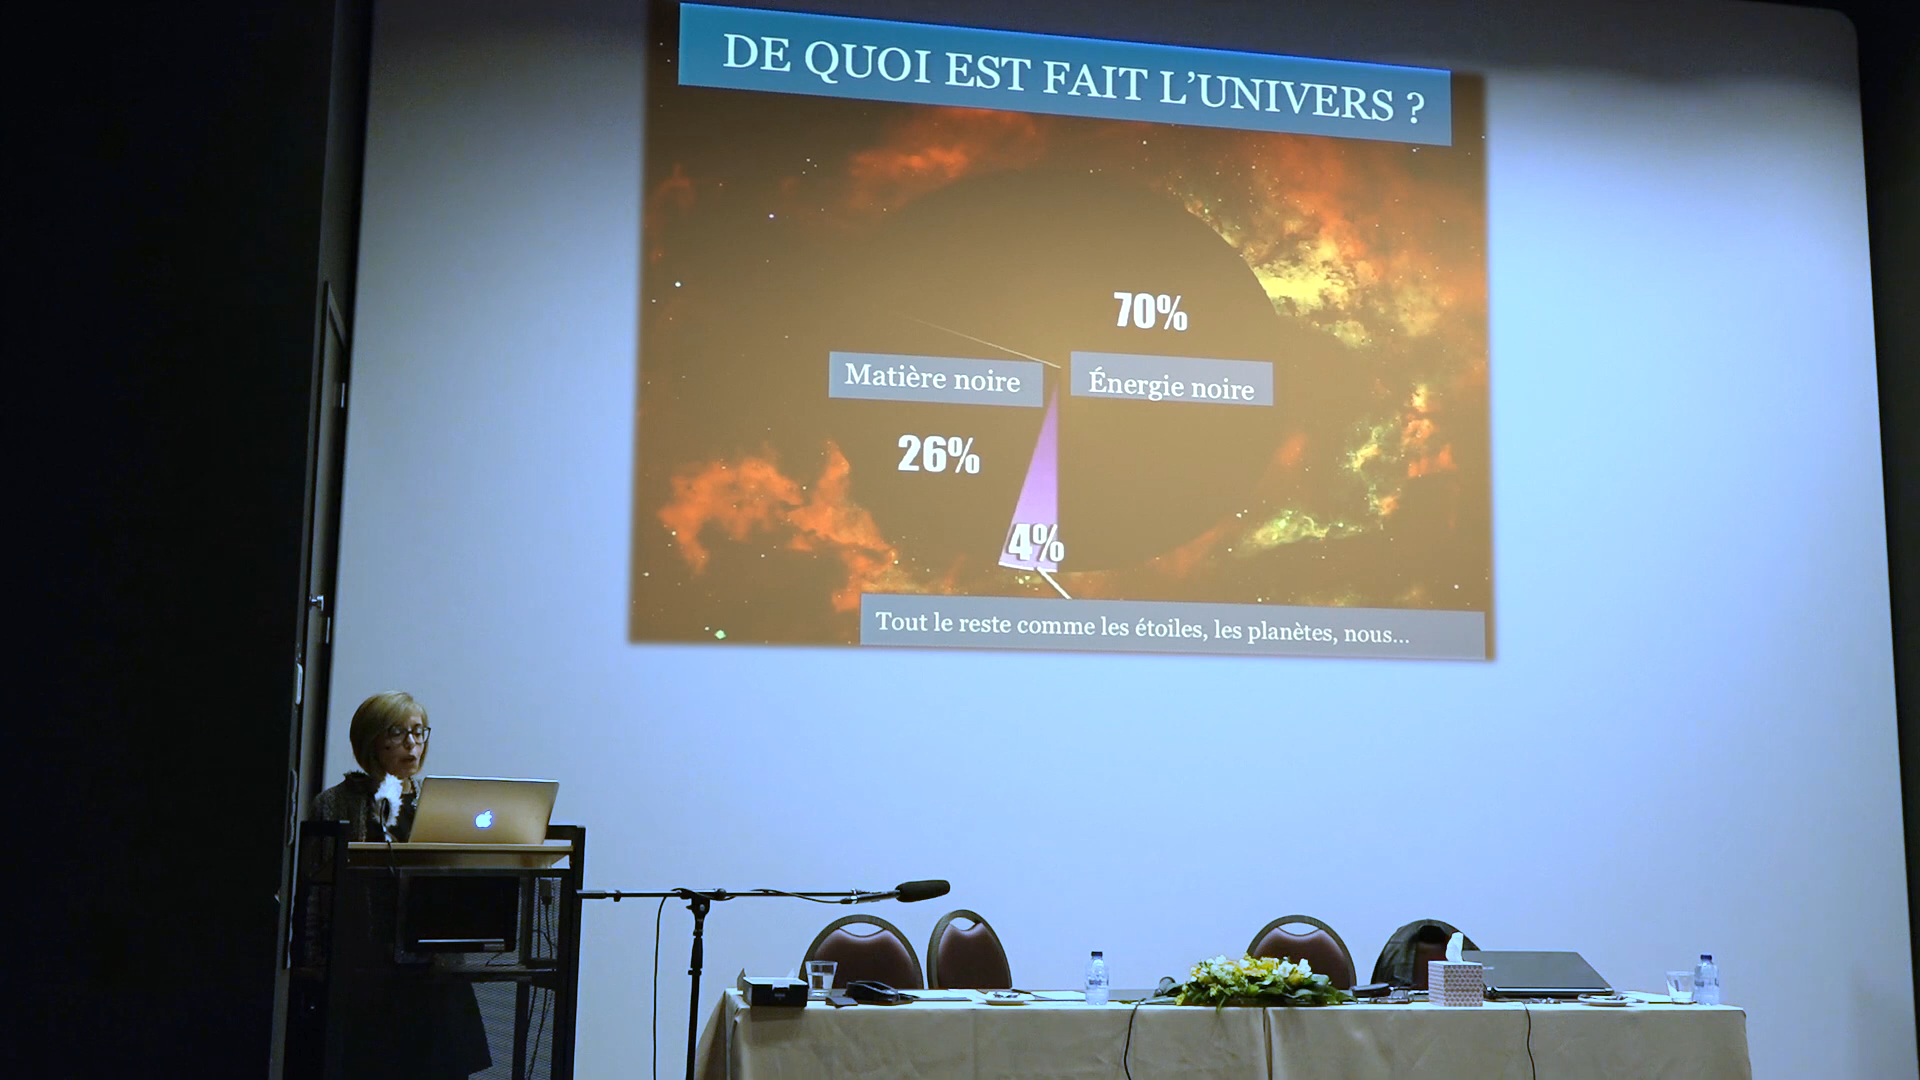 DE QUOI EST FAIT L'UNIVERS ?
70%
Matière noire
Énergie noire
26%
4%
Tout le reste comme les étoiles, les planètes, nous...